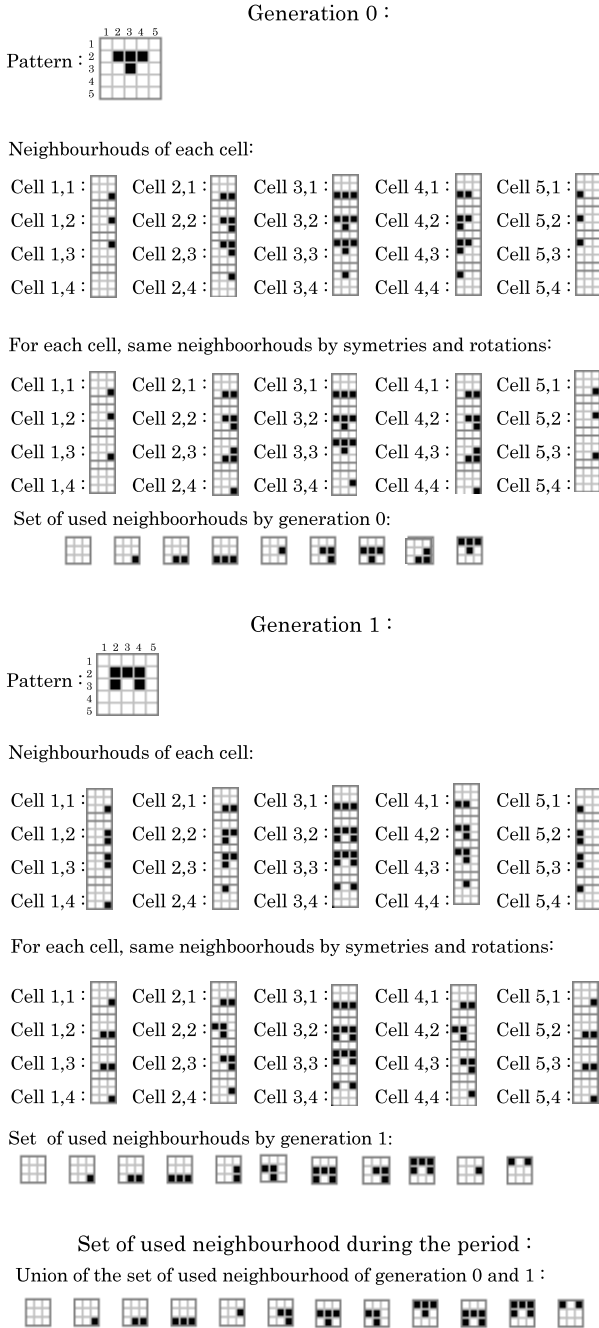 Generation 0 :
1 2 3 4 5
Pattern :
1
2
3
4
5
Neighbourhouds of each cell:
Cell 1,1 : Cell 2,1 : Cell 3,1 : Cell 4,1 : Cell 5,1 :
Cell 1,2 : Cell 2,2 : Cell 3,2 : Cell 4,2 : Cell 5,2 :
Cell 1,3 : Cell 2,3 : Cell 3,3 : Cell 4,3 : Cell 5,3 :
Cell 1,4 : Cell 2,4 : Cell 3,4 : Cell 4,4 : Cell 5,4 :
For each cell, same neighboorhouds by symetries and rotations:
Cell 1,1 : Cell 2,1 : Cell 3,1 : Cell 4,1 : Cell 5,1 :
Cell 1,2 : Cell 2,2 : Cell 3,2 : Cell 4,2 : Cell 5,2 :
Cell 1,3 : Cell 2,3 : Cell 3,3 : Cell 4,3 : Cell 5,3 :
Cell 1,4 : Cell 2,4 : Cell 3,4 : Cell 4,4 : Cell 5,4 :
Set of used neighboorhouds by generation 0:
Generation 1 :
1 2 3 4 5
Pattern :
1
2
3
4
5
Neighbourhouds of each cell:
Cell 1,1 : Cell 2,1 : Cell 3,1 : Cell 4,1 : Cell 5,1 :
Cell 1,2 : Cell 2,2 : Cell 3,2 : Cell 4,2 : Cell 5,2 :
Cell 1,3 : Cell 2,3 : Cell 3,3 : Cell 4,3 : Cell 5,3 :
Cell 1,4 : Cell 2,4 : Cell 3,4 : Cell 4,4 : Cell 5,4 :
For each cell, same neighboorhouds by symetries and rotations:
Cell 1,1 : Cell 2,1 : Cell 3,1 : Cell 4,1 : Cell 5,1 :
Cell 1,2 : Cell 2,2 : Cell 3,2 : Cell 4,2 : Cell 5,2 :
Cell 1,3 : Cell 2,3 : Cell 3,3 : Cell 4,3 : Cell 5,3 :
Cell 1,4 : Cell 2,4 : Cell 3,4 : Cell 4,4 : Cell 5,4 :
Set of used neighbourhouds by generation 1:
Set of used neighbourhood during the period :
Union of the set of used neighbourhood of generation 0 and 1 :